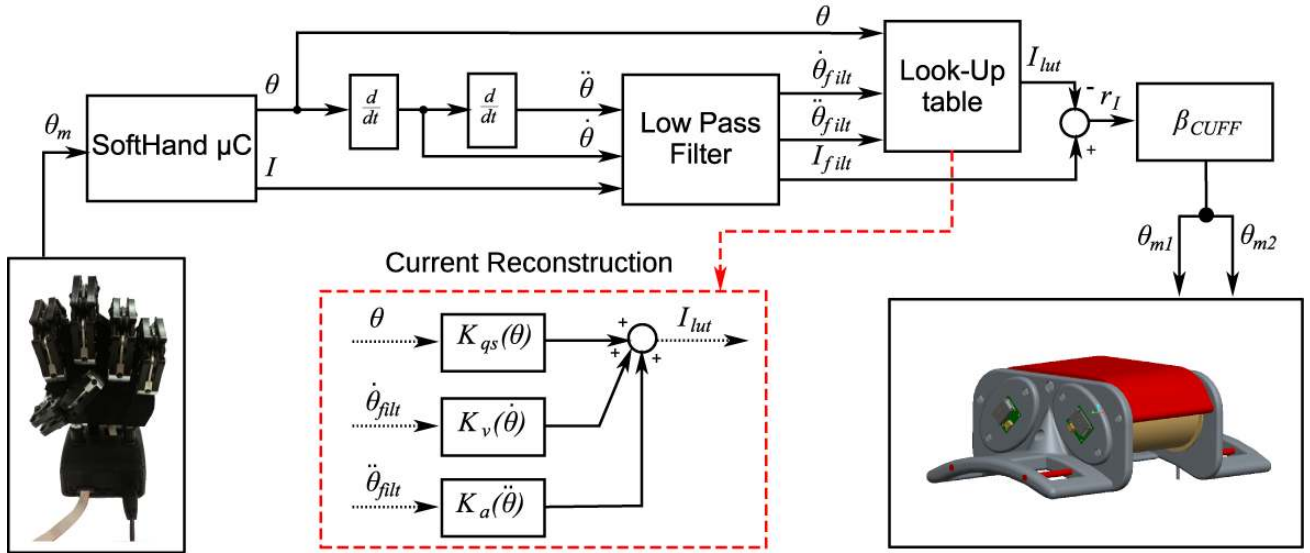 θ
θ
d/dt
d/dt
θ̈
θ̇_filt
Look-Up
table
I_lut
θ_m
SoftHand μC
θ̇
Low Pass
Filter
θ̈_filt
-
r_I
β_CUFF
I
I_filt
+
θ_m1
θ_m2
Current Reconstruction
θ
K_qs(θ)
+
+
+
I_lut
θ̇_filt
K_v(θ̇)
θ̈_filt
K_a(θ̈)